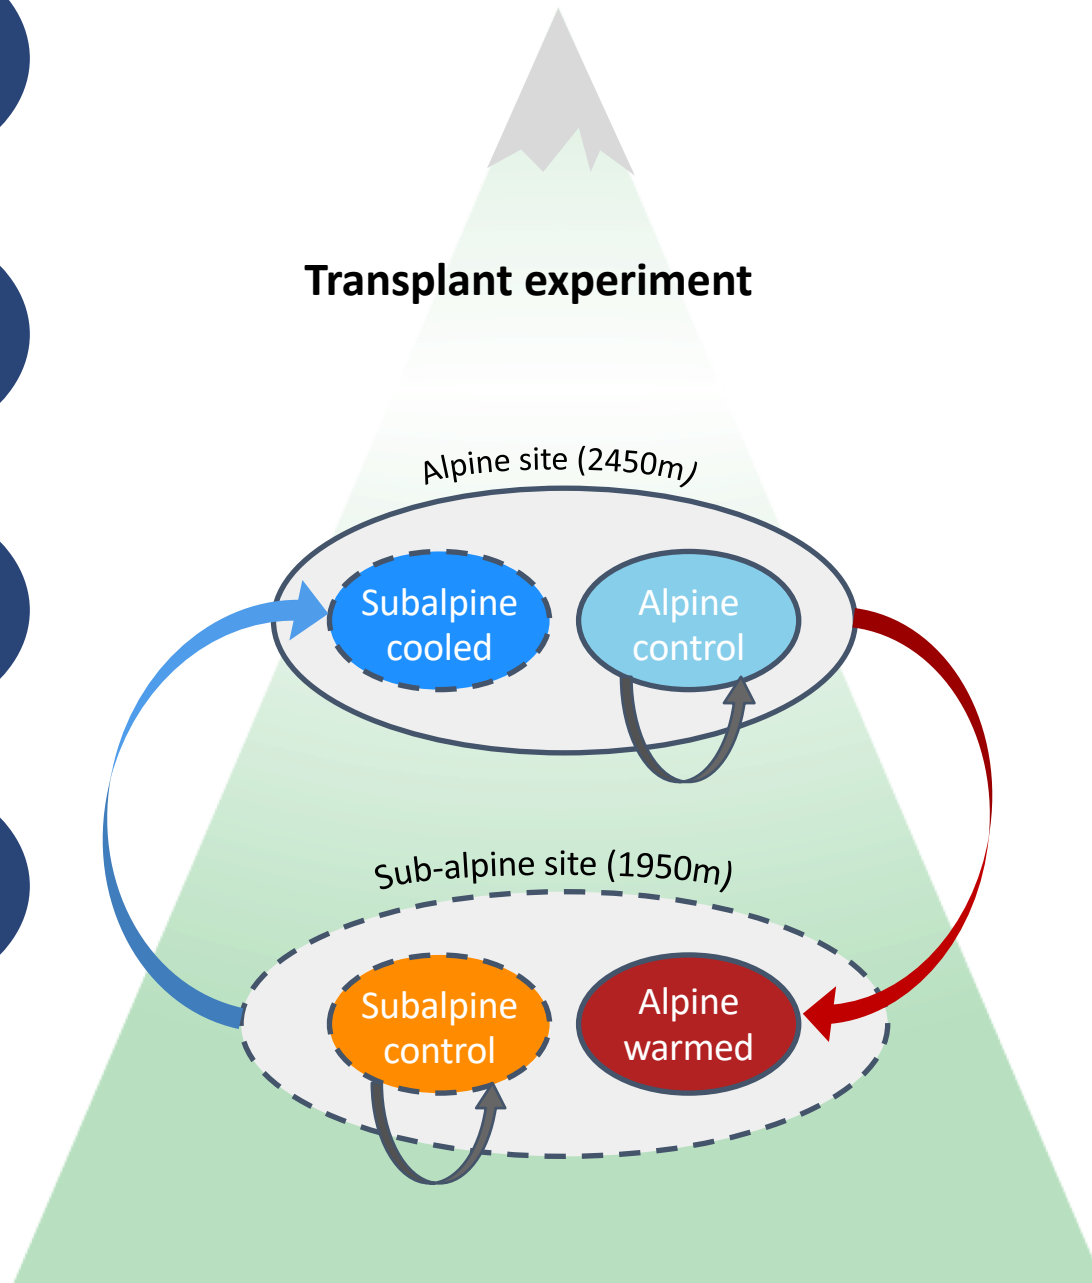 Transplant experiment
Alpine site (2450m)
Subalpine
cooled
Alpine
control
Sub-alpine site (1950m)
Subalpine
control
Alpine
warmed